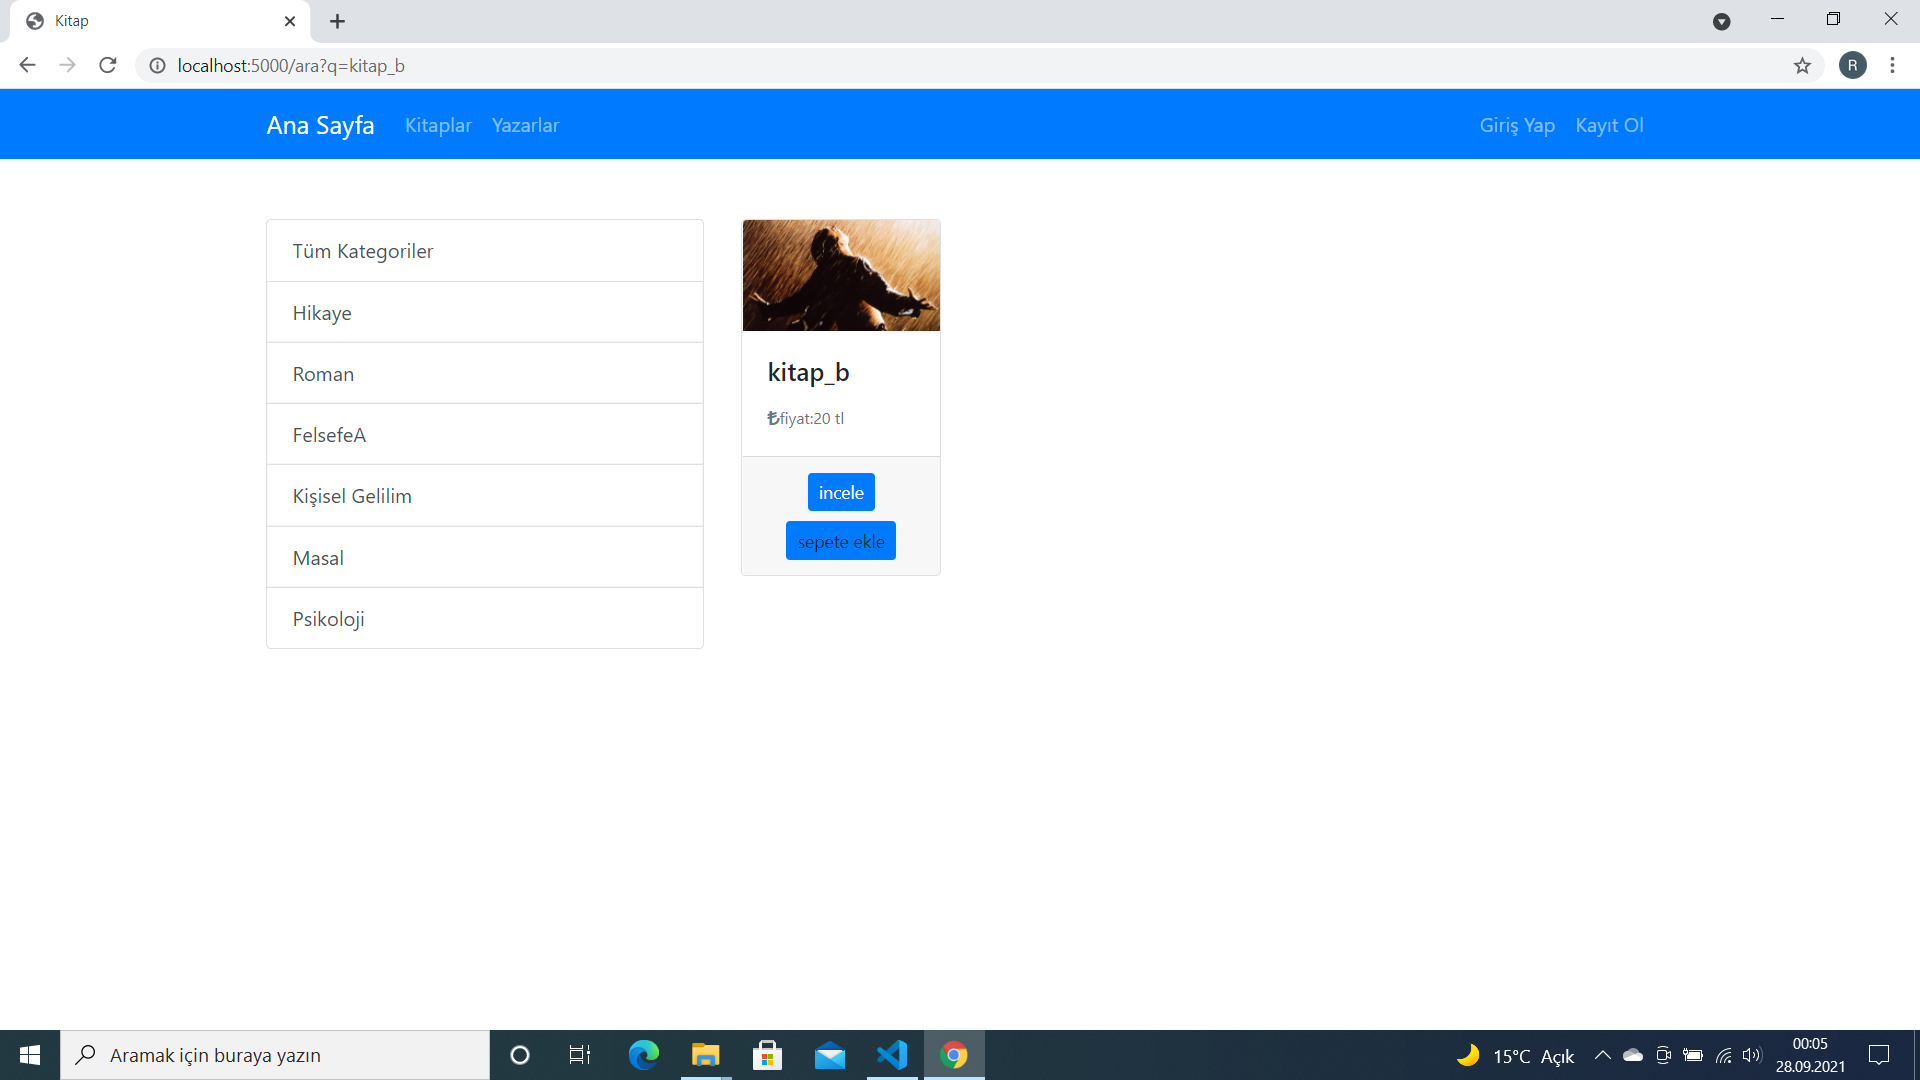 Kitap
localhost:5000/ara?q=kitap_b
R
Ana Sayfa Kitaplar Yazarlar Giriş Yap Kayıt Ol
Tüm Kategoriler
Hikaye
Roman
FelsefeA
Kişisel Gelilim
Masal
Psikoloji
kitap_b
₺fiyat:20 tl
incele
sepete ekle
Aramak için buraya yazın
15°C Açık
00:05
28.09.2021